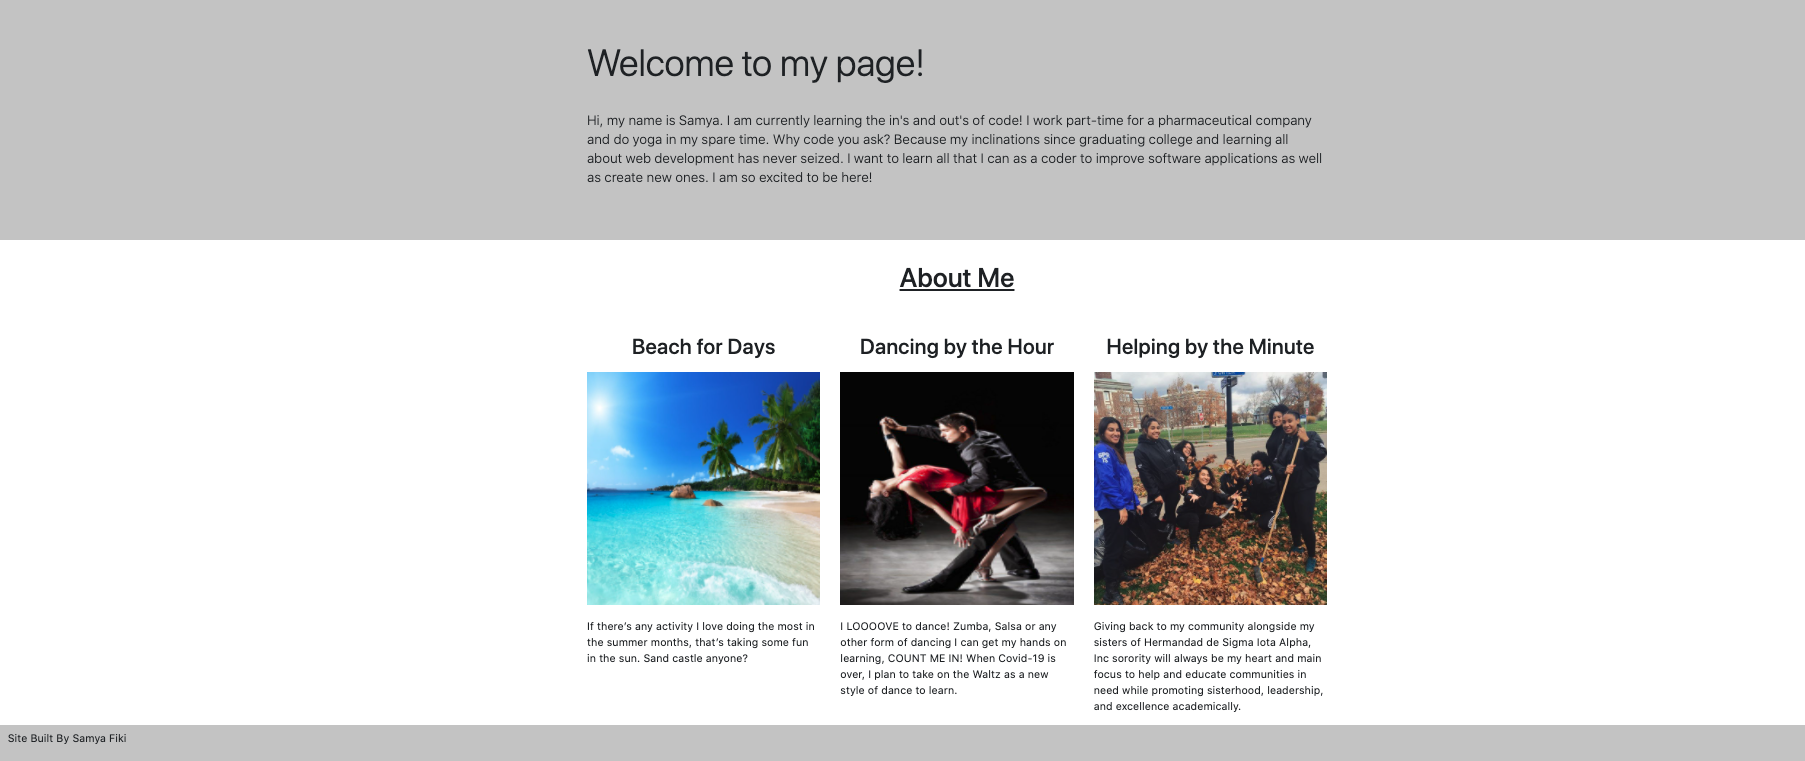 Welcome to my page!
Hi, my name is Samya. I am currently learning the in's and out's of code! I work part-time for a pharmaceutical company
and do yoga in my spare time. Why code you ask? Because my inclinations since graduating college and learning all
about web development has never seized. I want to learn all that I can as a coder to improve software applications as well
as create new ones. I am so excited to be here!
About Me
Beach for Days
If there's any activity I love doing the most in
the summer months, that's taking some fun
in the sun. Sand castle anyone?
Dancing by the Hour
I LOOOOVE to dance! Zumba, Salsa or any
other form of dancing I can get my hands on
learning, COUNT ME IN! When Covid-19 is
over, I plan to take on the Waltz as a new
style of dance to learn.
Helping by the Minute
Giving back to my community alongside my
sisters of Hermandad de Sigma Iota Alpha,
Inc sorority will always be my heart and main
focus to help and educate communities in
need while promoting sisterhood, leadership,
and excellence academically.
Site Built By Samya Fiki